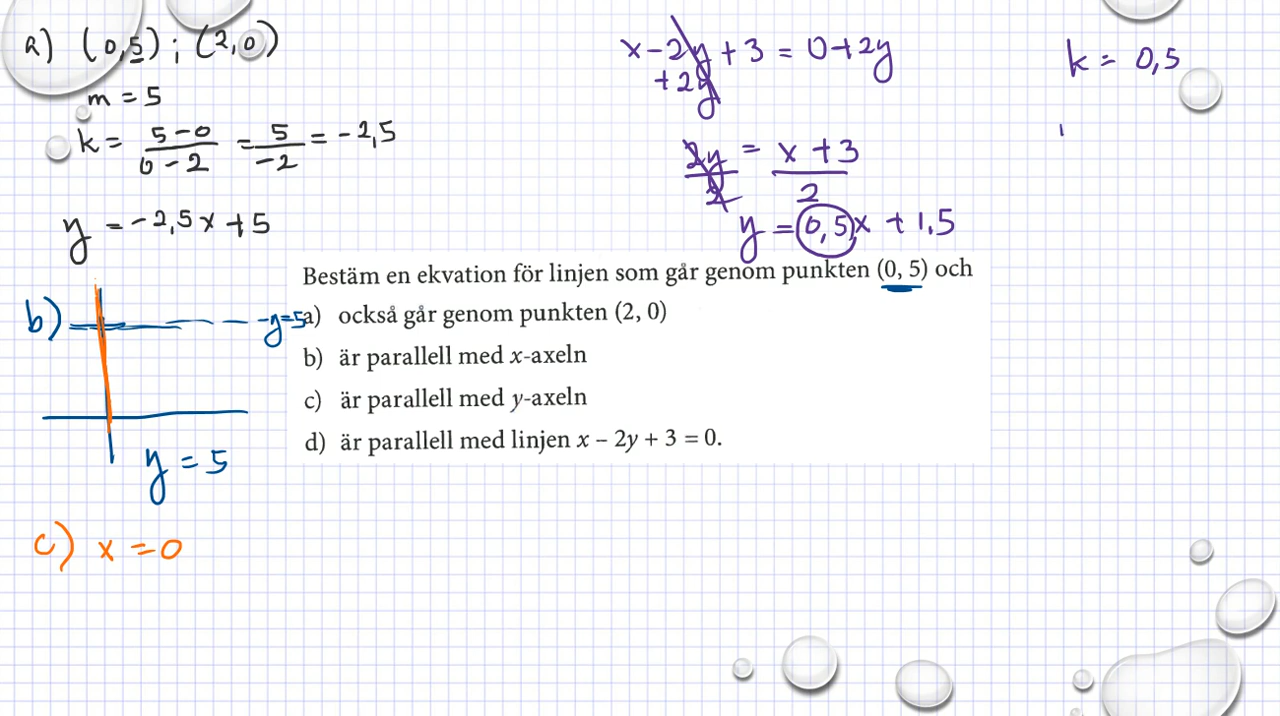 a) (0,5) ; (2,0)
m = 5
k = 5-0 / 0-2 = 5 / -2 = -2,5
y = -2,5x + 5
x - 2y + 3 = 0 + 2y
+ 2y
2y / 2 = x + 3 / 2
y = 0,5x + 1,5
k = 0,5
Bestäm en ekvation för linjen som går genom punkten (0, 5) och
a) också går genom punkten (2, 0)
b) är parallell med x-axeln
c) är parallell med y-axeln
d) är parallell med linjen x – 2y + 3 = 0.
b)
y=5
y = 5
c) x = 0